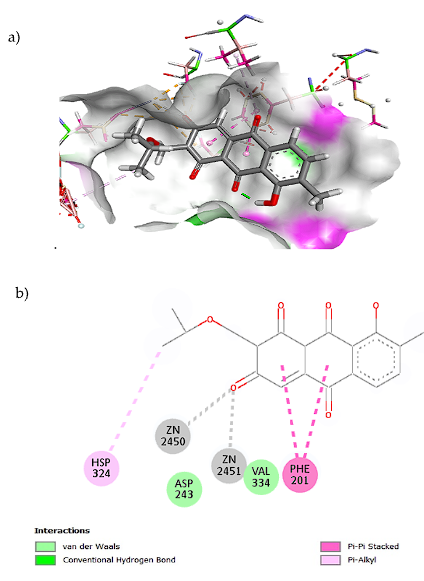 a)
b)
O
O
O
O
O
O
ZN
2450
HSP
324
ZN
2451
VAL
334
PHE
201
ASP
243
Interactions
van der Waals
Conventional Hydrogen Bond
Pi-Pi Stacked
Pi-Alkyl